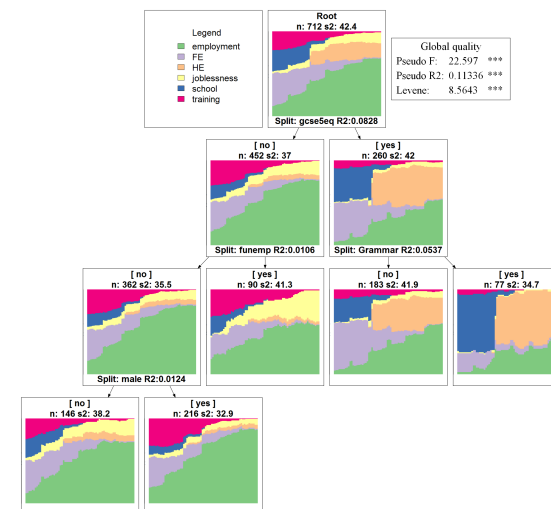 Legend
employment
FE
HE
joblessness
school
training
Root
n: 712 s2: 42.4
Split: gcse5eq R2:0.0828
Global quality
Pseudo F: 22.597 ***
Pseudo R2: 0.11336 ***
Levene: 8.5643 ***
[ no ]
n: 452 s2: 37
Split: funemp R2:0.0106
[ yes ]
n: 260 s2: 42
Split: Grammar R2:0.0537
[ no ]
n: 362 s2: 35.5
Split: male R2:0.0124
[ yes ]
n: 90 s2: 41.3
[ no ]
n: 183 s2: 41.9
[ yes ]
n: 77 s2: 34.7
[ no ]
n: 146 s2: 38.2
[ yes ]
n: 216 s2: 32.9